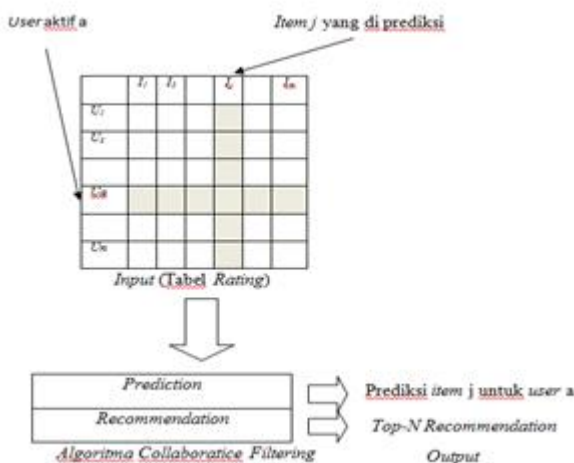 User aktif a
Item j yang di prediksi
I1 I2 Ij Im
U1
U2
Ua
Un
Input (Tabel Rating)
Prediction
Recommendation
Prediksi item j untuk user a
Top-N Recommendation
Algoritma Collaboratice Filtering
Output